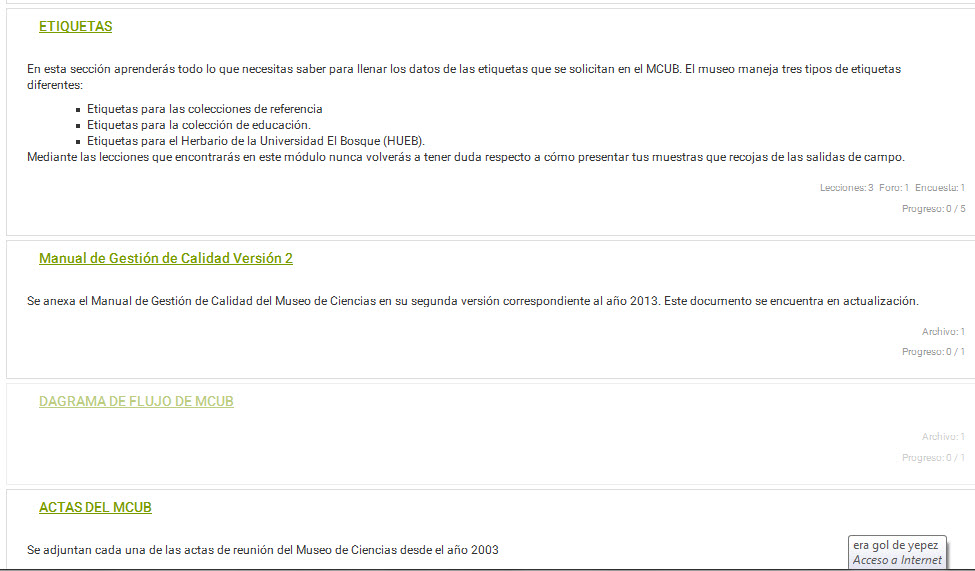 ETIQUETAS
En esta sección aprenderás todo lo que necesitas saber para llenar los datos de las etiquetas que se solicitan en el MCUB. El museo maneja tres tipos de etiquetas
diferentes:
Etiquetas para las colecciones de referencia
Etiquetas para la colección de educación.
Etiquetas para el Herbario de la Universidad El Bosque (HUEB).
Mediante las lecciones que encontrarás en este módulo nunca volverás a tener duda respecto a cómo presentar tus muestras que recojas de las salidas de campo.
Lecciones: 3 Foro: 1 Encuesta: 1
Progreso: 0 / 5
Manual de Gestión de Calidad Versión 2
Se anexa el Manual de Gestión de Calidad del Museo de Ciencias en su segunda versión correspondiente al año 2013. Este documento se encuentra en actualización.
Archivo: 1
Progreso: 0 / 1
DAGRAMA DE FLUJO DE MCUB
Archivo: 1
Progreso: 0 / 1
ACTAS DEL MCUB
Se adjuntan cada una de las actas de reunión del Museo de Ciencias desde el año 2003
era gol de yepez
Acceso a Internet